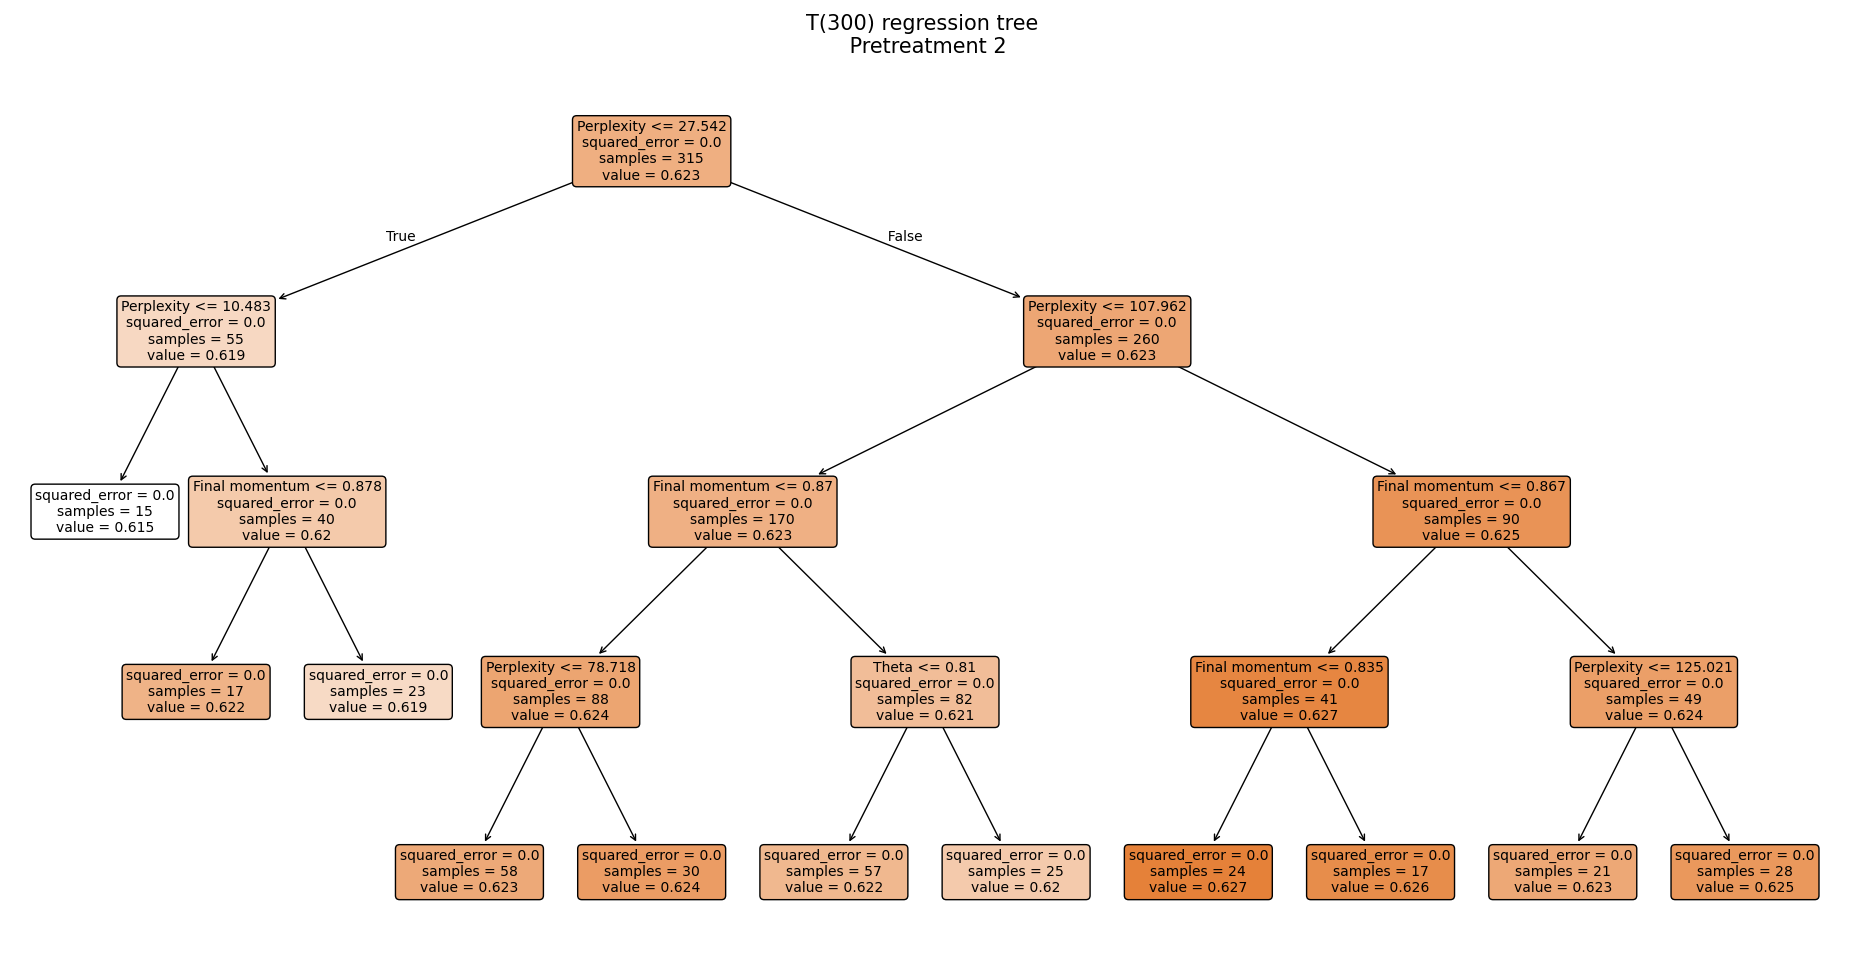 T(300) regression tree
Pretreatment 2
Perplexity <= 27.542
squared_error = 0.0
samples = 315
value = 0.623
True
False
Perplexity <= 10.483
squared_error = 0.0
samples = 55
value = 0.619
Perplexity <= 107.962
squared_error = 0.0
samples = 260
value = 0.623
squared_error = 0.0
samples = 15
value = 0.615
Final momentum <= 0.878
squared_error = 0.0
samples = 40
value = 0.62
Final momentum <= 0.87
squared_error = 0.0
samples = 170
value = 0.623
Final momentum <= 0.867
squared_error = 0.0
samples = 90
value = 0.625
squared_error = 0.0
samples = 17
value = 0.622
squared_error = 0.0
samples = 23
value = 0.619
Perplexity <= 78.718
squared_error = 0.0
samples = 88
value = 0.624
Theta <= 0.81
squared_error = 0.0
samples = 82
value = 0.621
Final momentum <= 0.835
squared_error = 0.0
samples = 41
value = 0.627
Perplexity <= 125.021
squared_error = 0.0
samples = 49
value = 0.624
squared_error = 0.0
samples = 58
value = 0.623
squared_error = 0.0
samples = 30
value = 0.624
squared_error = 0.0
samples = 57
value = 0.622
squared_error = 0.0
samples = 25
value = 0.62
squared_error = 0.0
samples = 24
value = 0.627
squared_error = 0.0
samples = 17
value = 0.626
squared_error = 0.0
samples = 21
value = 0.623
squared_error = 0.0
samples = 28
value = 0.625